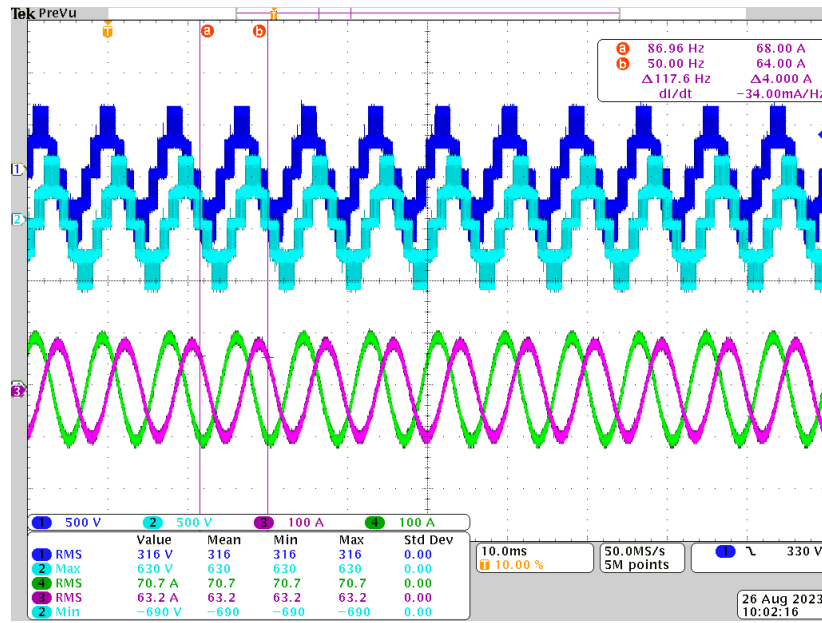 Tek PreVu
T
T
a b
a 86.96 Hz 68.00 A
b 50.00 Hz 64.00 A
Δ117.6 Hz Δ4.000 A
dI/dt −34.00mA/Hz
1
2
3
1 500 V 2 500 V 3 100 A 4 100 A
Value Mean Min Max Std Dev
1 RMS 316 V 316 316 316 0.00
2 Max 630 V 630 630 630 0.00
4 RMS 70.7 A 70.7 70.7 70.7 0.00
3 RMS 63.2 A 63.2 63.2 63.2 0.00
2 Min −690 V −690 −690 −690 0.00
10.0ms
T 10.00 %
50.0MS/s
5M points
1 330 V
26 Aug 2023
10:02:16